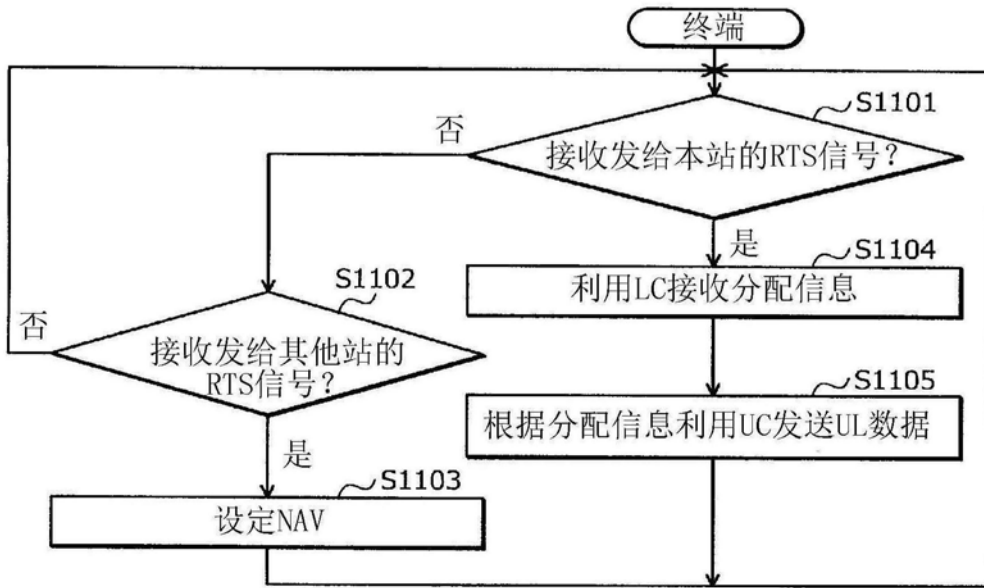 终端
S1101
接收发给本站的RTS信号?
否
是
S1104
利用LC接收分配信息
S1102
否
接收发给其他站的
RTS信号?
S1105
根据分配信息利用UC发送UL数据
是
S1103
设定NAV